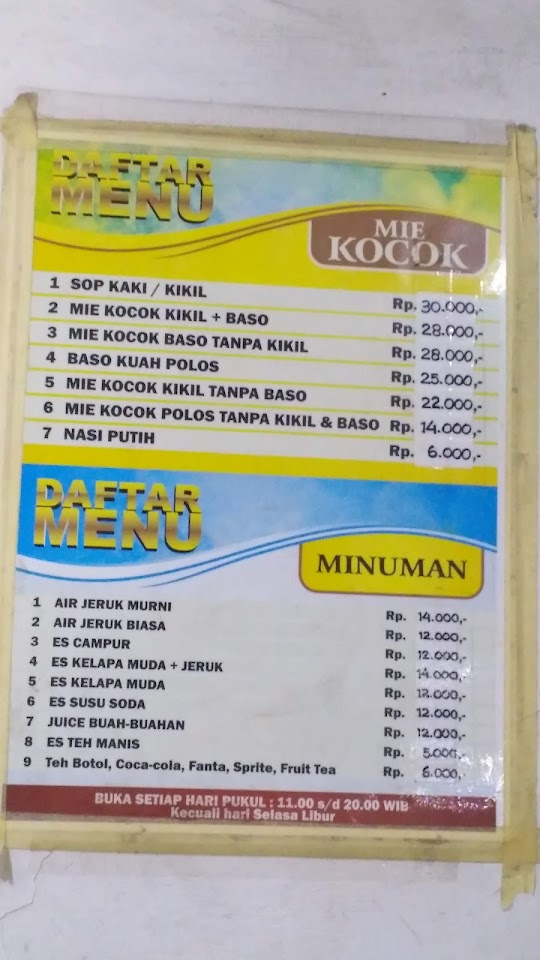 DAFTAR
MENU
MIE
KOCOK
1 SOP KAKI / KIKIL Rp. 30.000,-
2 MIE KOCOK KIKIL + BASO Rp. 28.000,-
3 MIE KOCOK BASO TANPA KIKIL Rp. 28.000,-
4 BASO KUAH POLOS Rp. 25.000,-
5 MIE KOCOK KIKIL TANPA BASO Rp. 22.000,-
6 MIE KOCOK POLOS TANPA KIKIL & BASO Rp. 14.000,-
7 NASI PUTIH Rp. 6.000,-
DAFTAR
MENU
MINUMAN
1 AIR JERUK MURNI Rp. 14.000,-
2 AIR JERUK BIASA Rp. 12.000,-
3 ES CAMPUR Rp. 12.000,-
4 ES KELAPA MUDA + JERUK Rp. 14.000,-
5 ES KELAPA MUDA Rp. 12.000,-
6 ES SUSU SODA Rp. 12.000,-
7 JUICE BUAH-BUAHAN Rp. 12.000,-
8 ES TEH MANIS Rp. 5.000,-
9 Teh Botol, Coca-cola, Fanta, Sprite, Fruit Tea Rp. 6.000,-
BUKA SETIAP HARI PUKUL : 11.00 s/d 20.00 WIB
Kecuali hari Selasa Libur